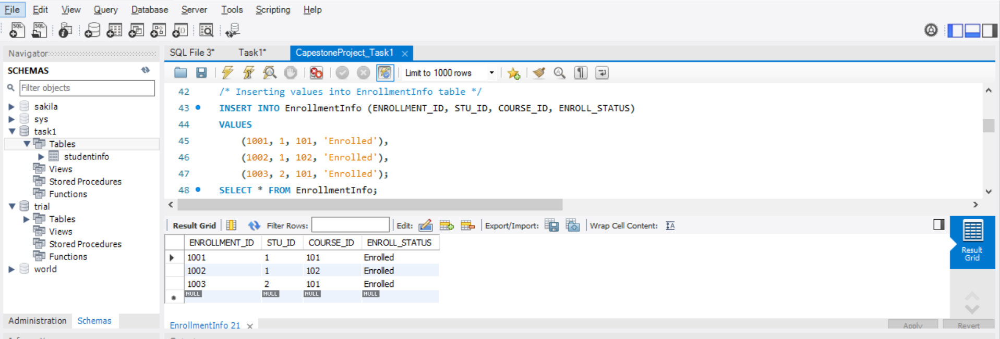 File Edit View Query Database Server Tools Scripting Help
Navigator
SCHEMAS
Filter objects
sakila
sys
task1
Tables
studentinfo
Views
Stored Procedures
Functions
trial
Tables
Views
Stored Procedures
Functions
world
Administration Schemas
SQL File 3* Task1* CapestoneProject_Task1
Limit to 1000 rows
42 /* Inserting values into EnrollmentInfo table */
43 INSERT INTO EnrollmentInfo (ENROLLMENT_ID, STU_ID, COURSE_ID, ENROLL_STATUS)
44 VALUES
45 (1001, 1, 101, 'Enrolled'),
46 (1002, 1, 102, 'Enrolled'),
47 (1003, 2, 101, 'Enrolled');
48 SELECT * FROM EnrollmentInfo;
Result Grid Filter Rows: Edit: Export/Import: Wrap Cell Content:
ENROLLMENT_ID STU_ID COURSE_ID ENROLL_STATUS
1001 1 101 Enrolled
1002 1 102 Enrolled
1003 2 101 Enrolled
NULL NULL NULL NULL
Result
Grid
EnrollmentInfo 21
Apply Revert